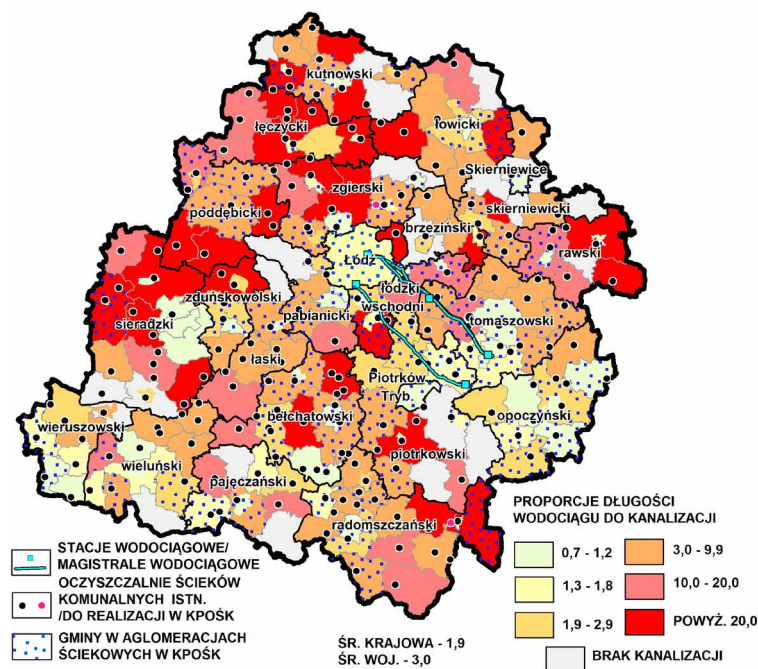 kutnowski
łęczycki
łowicki
Skierniewice
zgierski
skierniewicki
poddębicki
brzeziński
rawski
Łódź
łódzki
wschodni
zduńskowolski
pabianicki
tomaszowski
sieradzki
łaski
Piotrków
Tryb.
bełchatowski
opoczyński
wieruszowski
piotrkowski
wieluński
pajęczański
radomszczański
PROPORCJE DŁUGOŚCI
WODOCIĄGU DO KANALIZACJI
0,7 - 1,2
3,0 - 9,9
1,3 - 1,8
10,0 - 20,0
1,9 - 2,9
POWYŻ. 20,0
BRAK KANALIZACJI
STACJE WODOCIĄGOWE/
MAGISTRALE WODOCIĄGOWE
OCZYSZCZALNIE ŚCIEKÓW
KOMUNALNYCH ISTN.
/DO REALIZACJI W KPOŚK
GMINY W AGLOMERACJACH
ŚCIEKOWYCH W KPOŚK
ŚR. KRAJOWA - 1,9
ŚR. WOJ. - 3,0